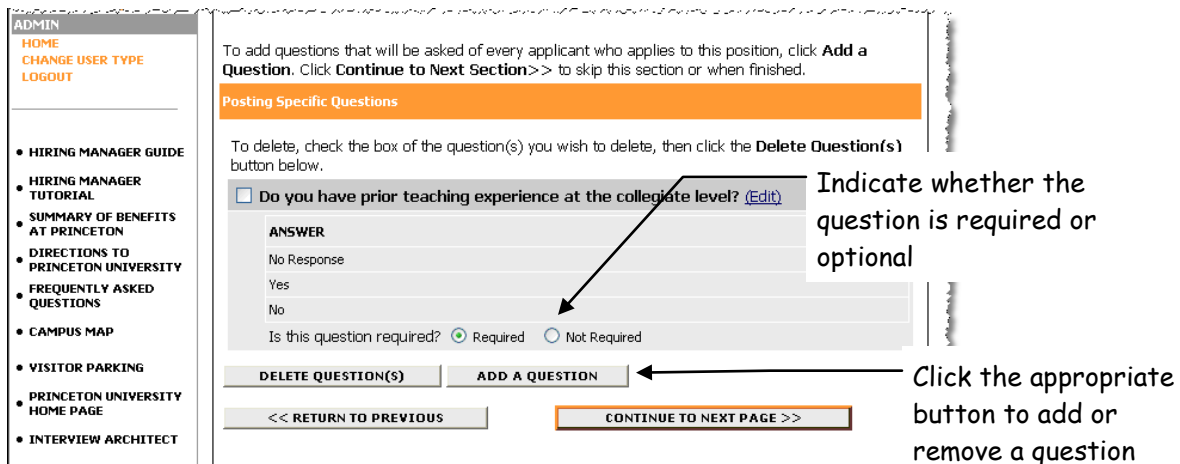 ADMIN
HOME
CHANGE USER TYPE
LOGOUT
• HIRING MANAGER GUIDE
• HIRING MANAGER
TUTORIAL
• SUMMARY OF BENEFITS
AT PRINCETON
• DIRECTIONS TO
PRINCETON UNIVERSITY
• FREQUENTLY ASKED
QUESTIONS
• CAMPUS MAP
• VISITOR PARKING
• PRINCETON UNIVERSITY
HOME PAGE
• INTERVIEW ARCHITECT
To add questions that will be asked of every applicant who applies to this position, click Add a
Question. Click Continue to Next Section>> to skip this section or when finished.
Posting Specific Questions
To delete, check the box of the question(s) you wish to delete, then click the Delete Question(s)
button below.
Do you have prior teaching experience at the collegiate level? (Edit)
ANSWER
No Response
Yes
No
Is this question required? Required Not Required
DELETE QUESTION(S) ADD A QUESTION
<< RETURN TO PREVIOUS CONTINUE TO NEXT PAGE >>
Indicate whether the
question is required or
optional
Click the appropriate
button to add or
remove a question